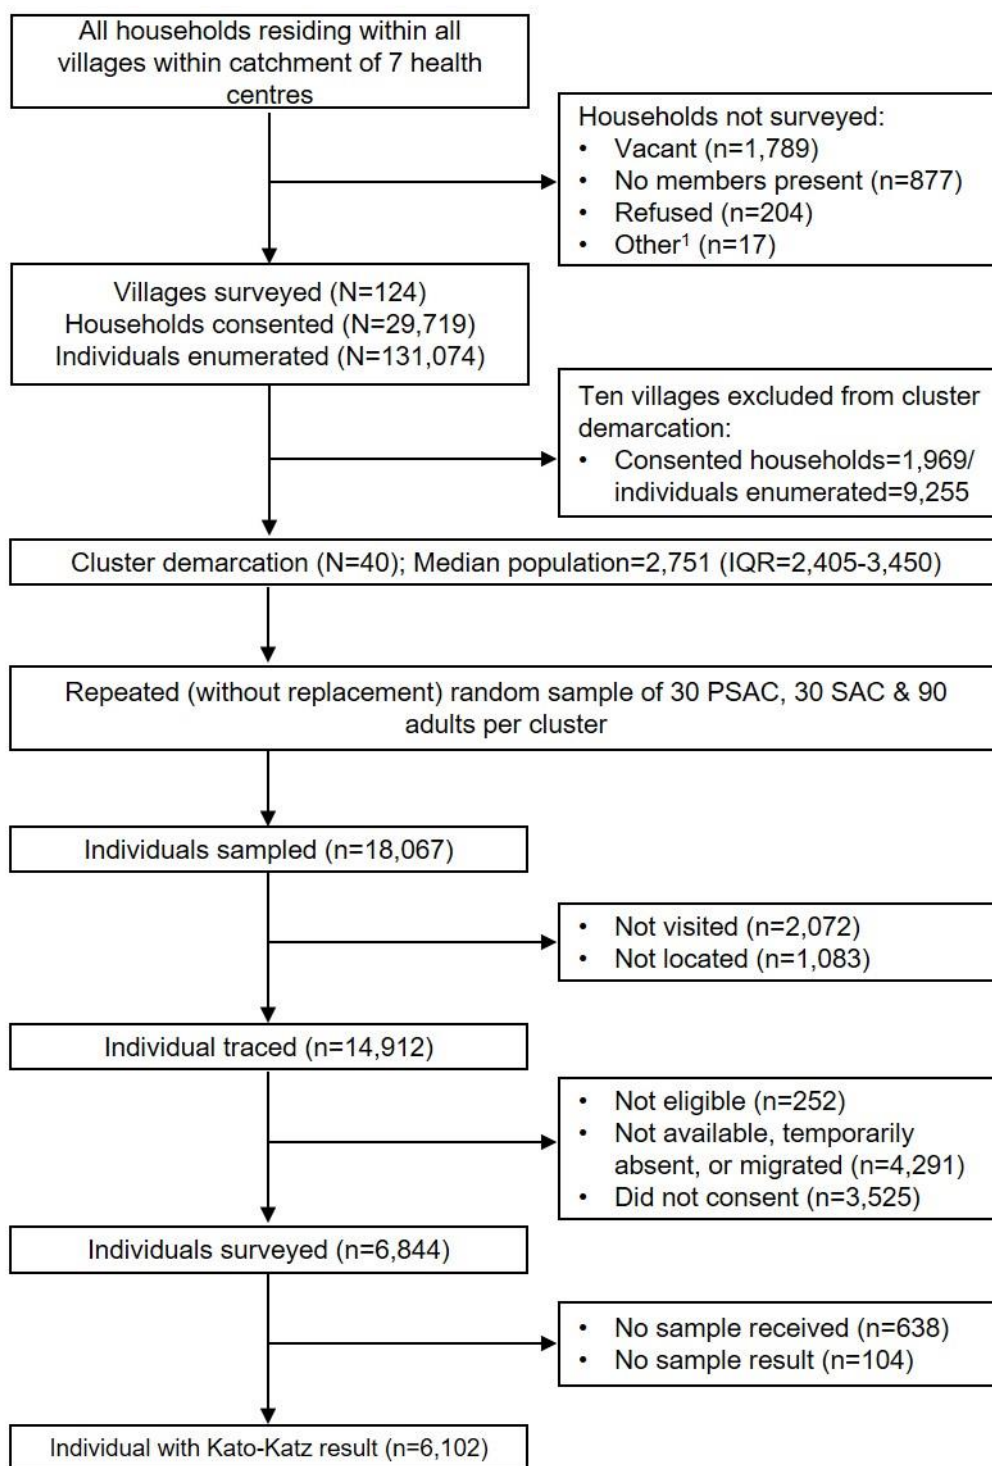 All households residing within all
villages within catchment of 7 health
centres
Households not surveyed:
• Vacant (n=1,789)
• No members present (n=877)
• Refused (n=204)
• Other¹ (n=17)
Villages surveyed (N=124)
Households consented (N=29,719)
Individuals enumerated (N=131,074)
Ten villages excluded from cluster
demarcation:
• Consented households=1,969/
individuals enumerated=9,255
Cluster demarcation (N=40); Median population=2,751 (IQR=2,405-3,450)
Repeated (without replacement) random sample of 30 PSAC, 30 SAC & 90
adults per cluster
Individuals sampled (n=18,067)
• Not visited (n=2,072)
• Not located (n=1,083)
Individual traced (n=14,912)
• Not eligible (n=252)
• Not available, temporarily
absent, or migrated (n=4,291)
• Did not consent (n=3,525)
Individuals surveyed (n=6,844)
• No sample received (n=638)
• No sample result (n=104)
Individual with Kato-Katz result (n=6,102)